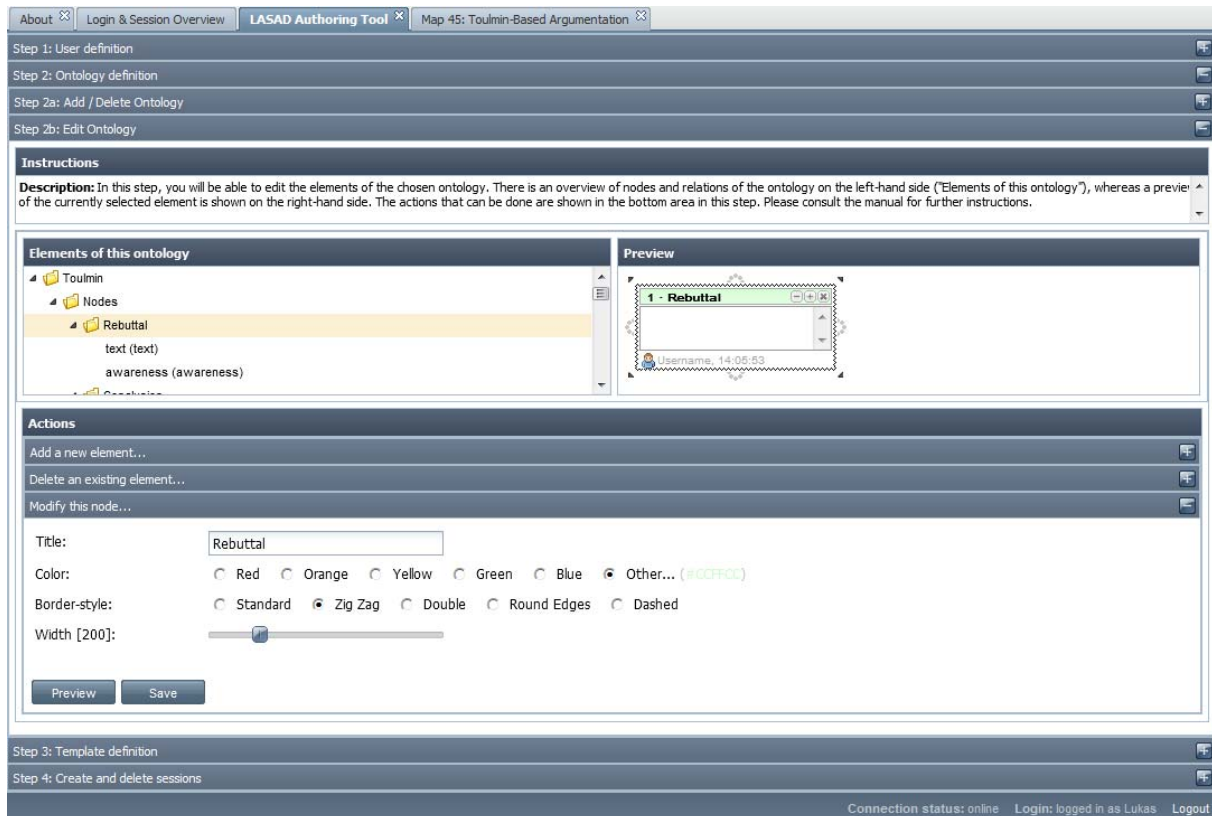 About Login & Session Overview LASAD Authoring Tool Map 45: Toulmin-Based Argumentation
Step 1: User definition
Step 2: Ontology definition
Step 2a: Add / Delete Ontology
Step 2b: Edit Ontology
Instructions
Description: In this step, you will be able to edit the elements of the chosen ontology. There is an overview of nodes and relations of the ontology on the left-hand side ("Elements of this ontology"), whereas a preview
of the currently selected element is shown on the right-hand side. The actions that can be done are shown in the bottom area in this step. Please consult the manual for further instructions.
Elements of this ontology
Toulmin
Nodes
Rebuttal
text (text)
awareness (awareness)
Preview
1 - Rebuttal
Username, 14:05:53
Actions
Add a new element...
Delete an existing element...
Modify this node...
Title: Rebuttal
Color: Red Orange Yellow Green Blue Other... (#CCFFCC)
Border-style: Standard Zig Zag Double Round Edges Dashed
Width [200]:
Preview Save
Step 3: Template definition
Step 4: Create and delete sessions
Connection status: online Login: logged in as Lukas Logout